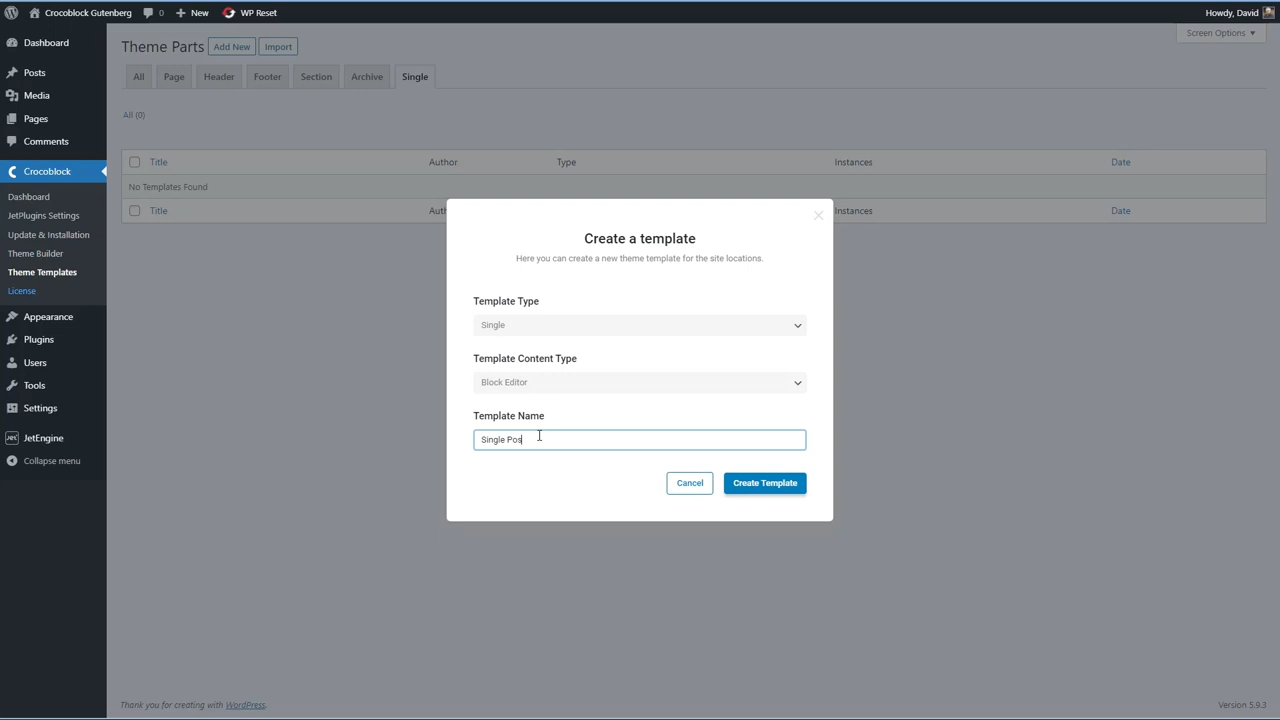 Crocoblock Gutenberg 0 New WP Reset Howdy, David
Screen Options
Dashboard
Posts
Media
Pages
Comments
Crocoblock
Dashboard
JetPlugins Settings
Update & Installation
Theme Builder
Theme Templates
License
Appearance
Plugins
Users
Tools
Settings
JetEngine
Collapse menu
Theme Parts Add New Import
All Page Header Footer Section Archive Single
All (0)
Title Author Type Instances Date
No Templates Found
Title Auth Instances Date
Create a template
Here you can create a new theme template for the site locations.
Template Type
Single
Template Content Type
Block Editor
Template Name
Single Pos
Cancel Create Template
Thank you for creating with WordPress. Version 5.9.3